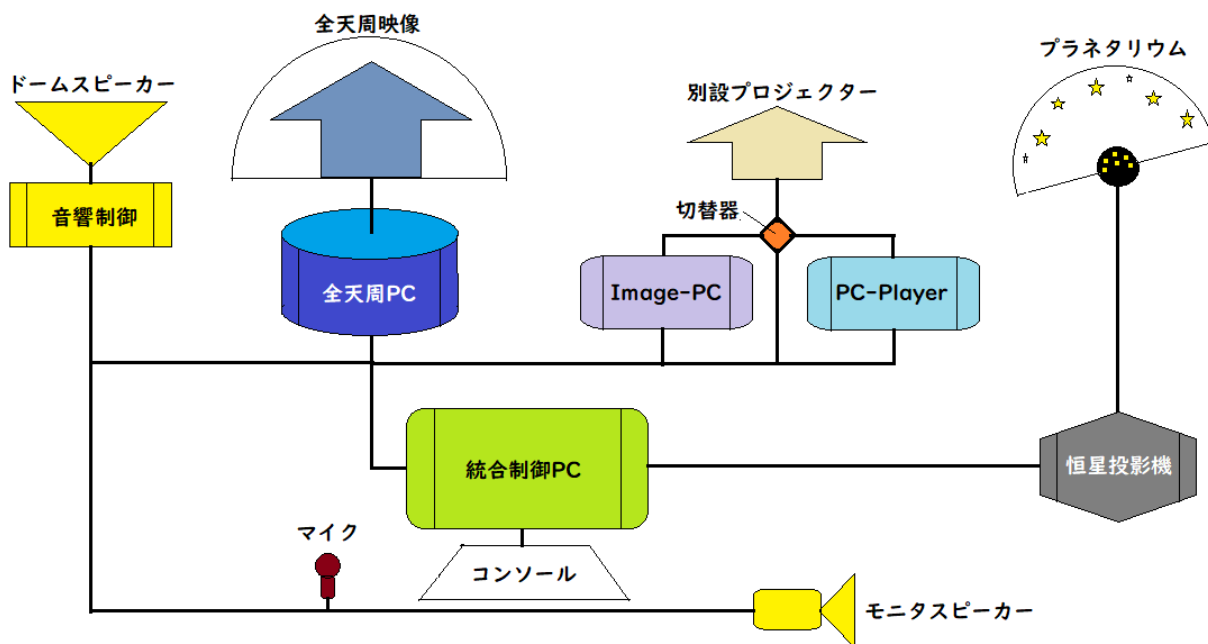 全天周映像
プラネタリウム
ドームスピーカー
別設プロジェクター
音響制御
切替器
全天周PC
Image-PC
PC-Player
統合制御PC
恒星投影機
マイク
コンソール
モニタスピーカー